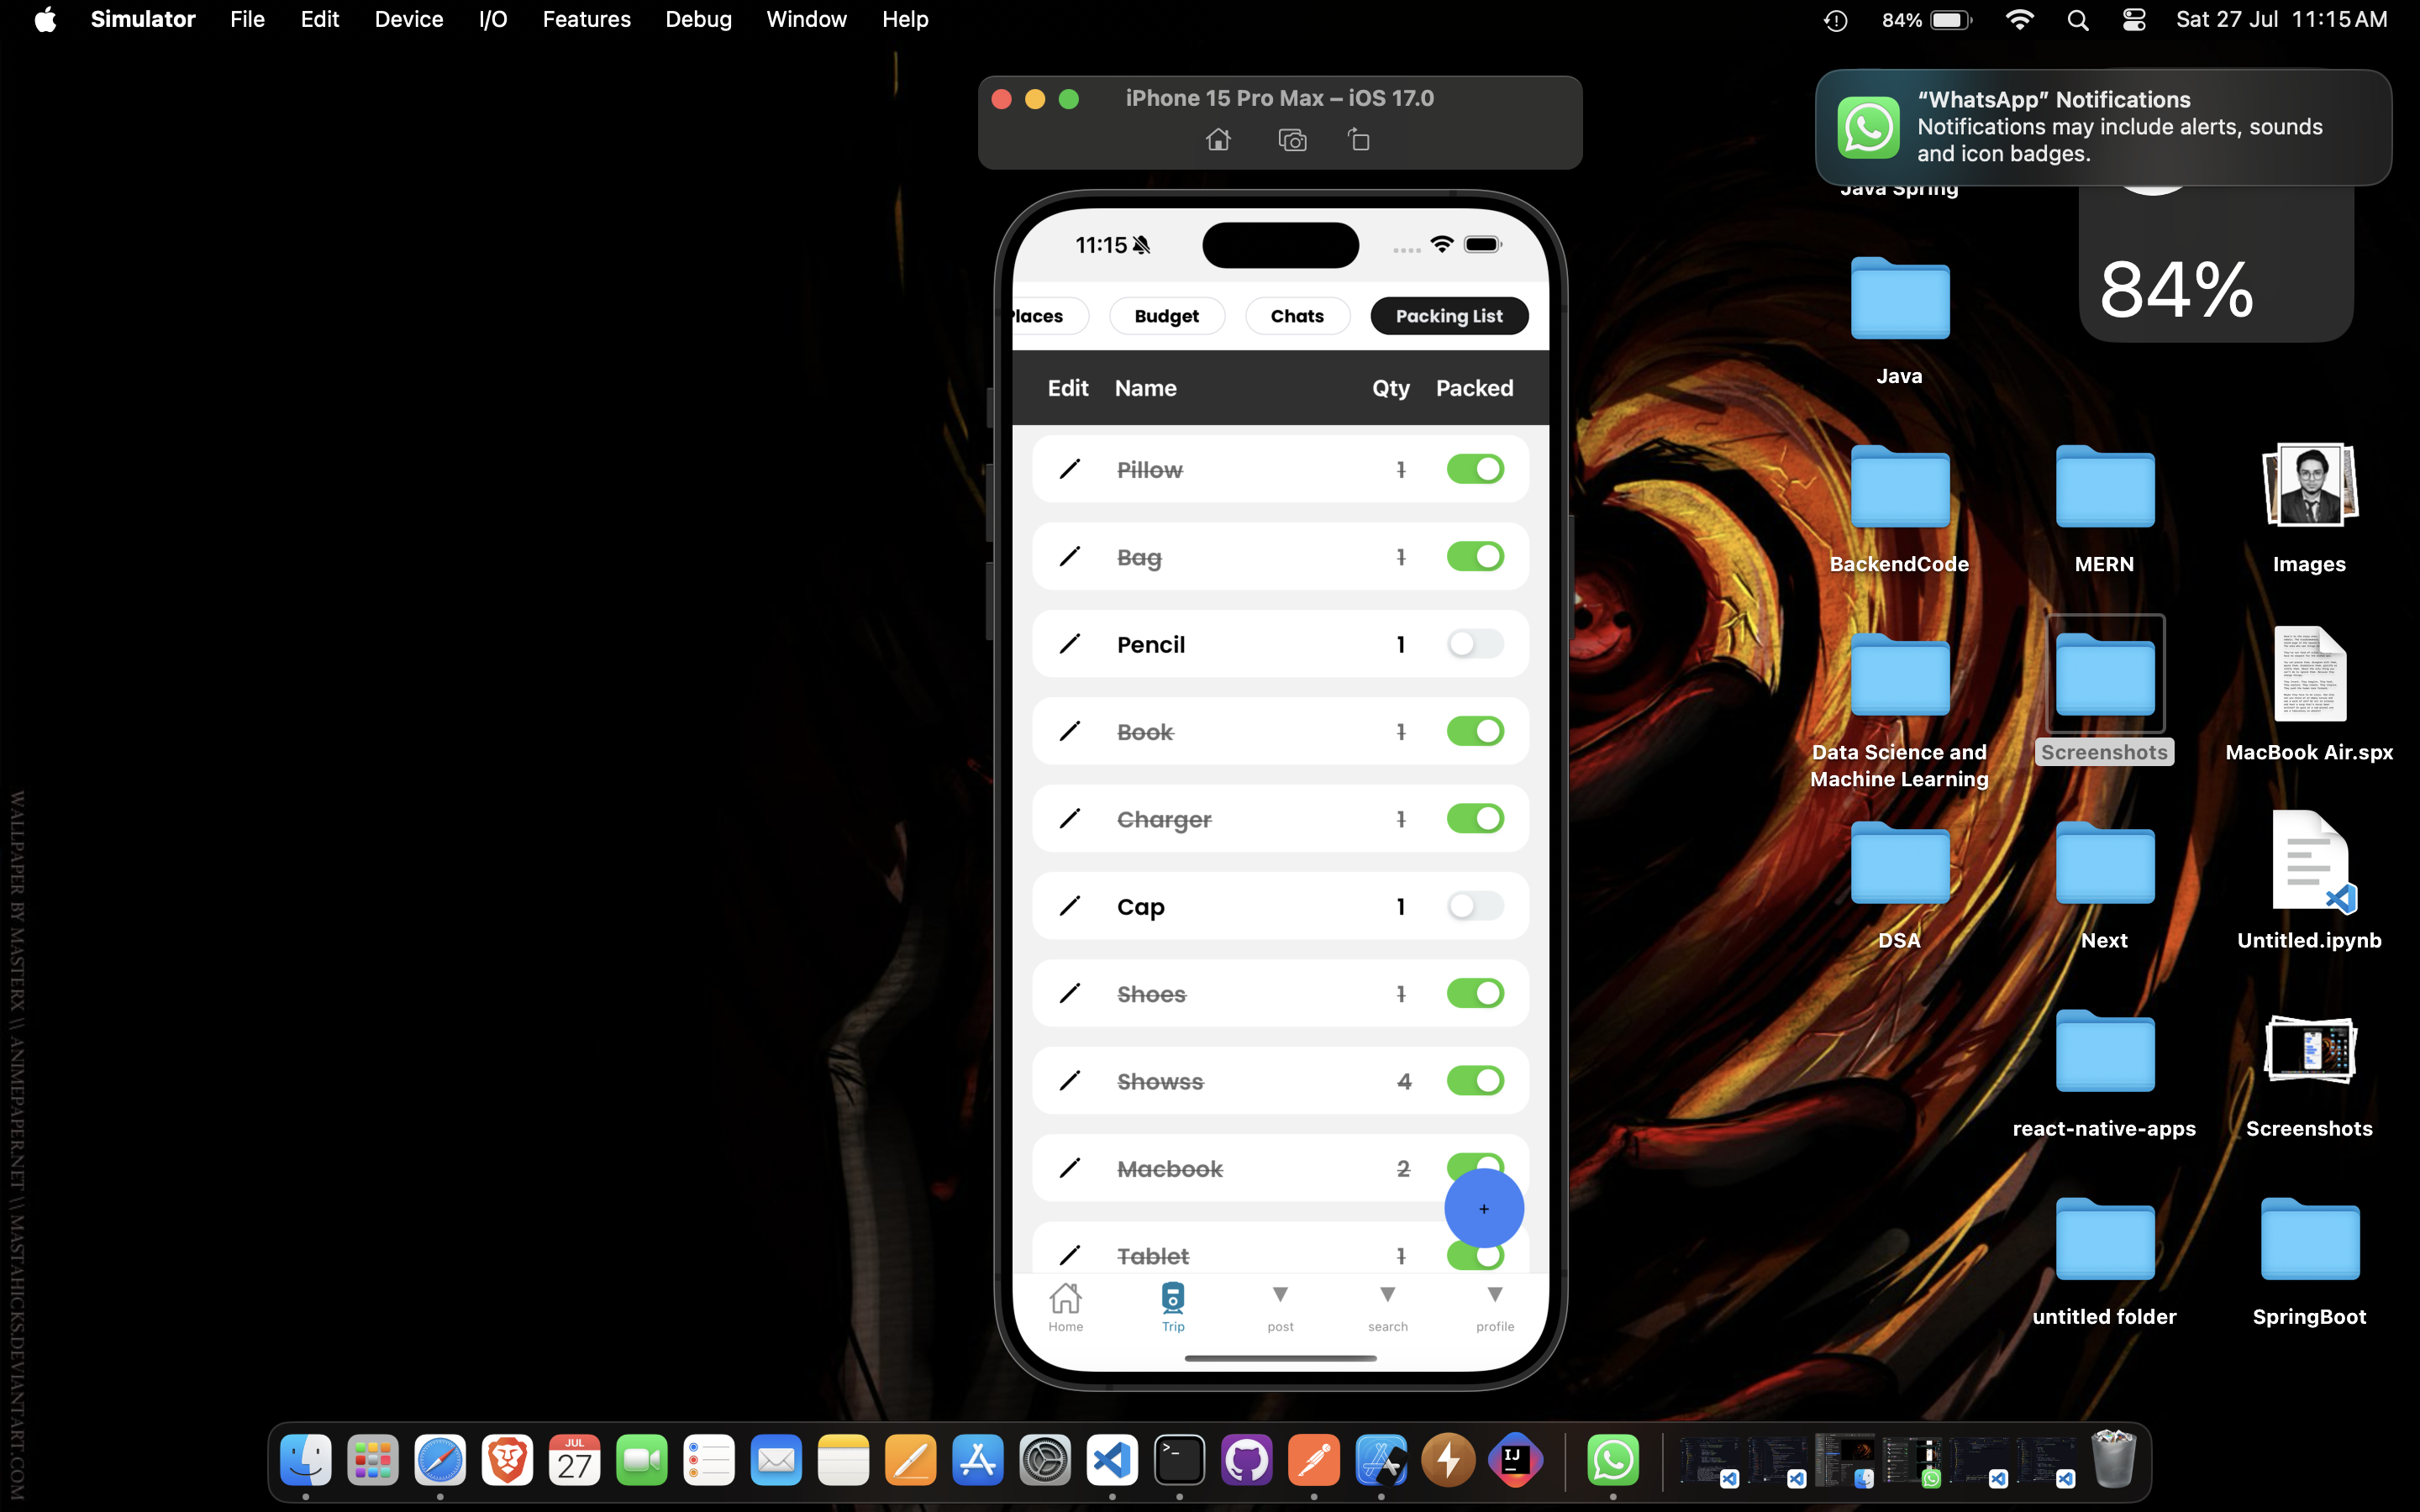 Simulator File Edit Device I/O Features Debug Window Help
84% Sat 27 Jul 11:15 AM
iPhone 15 Pro Max – iOS 17.0
“WhatsApp” Notifications
Notifications may include alerts, sounds
and icon badges.
Java Spring
84%
11:15
Places Budget Chats Packing List
Edit Name Qty Packed
Pillow 1
Bag 1
Pencil 1
Book 1
Charger 1
Cap 1
Shoes 1
Showss 4
Macbook 2
+
Tablet 1
Home Trip post search profile
Java
BackendCode MERN Images
Data Science and
Machine Learning
Screenshots MacBook Air.spx
DSA Next Untitled.ipynb
react-native-apps Screenshots
untitled folder SpringBoot
WALLPAPER BY MASTERX \\ ANIMEPAPER.NET \\ MASTAHICKS.DEVIANTART.COM
JUL
27
>_
IJ